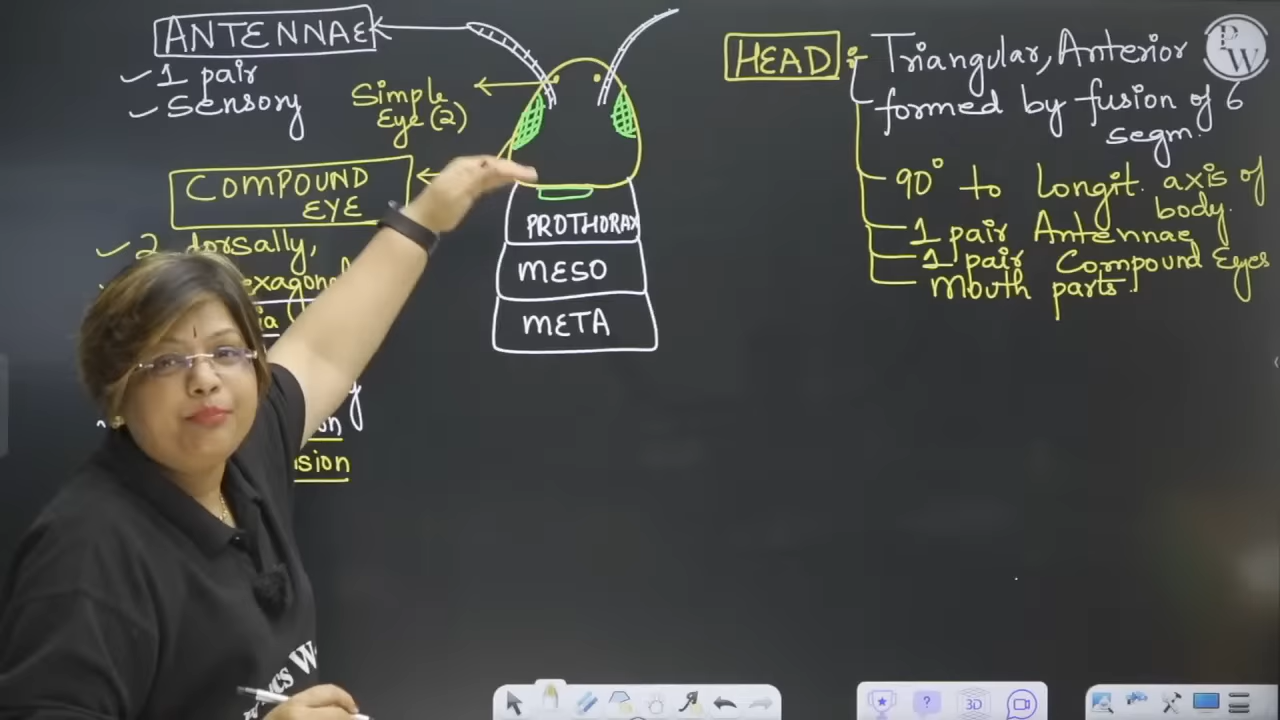 ANTENNAE
✓ 1 pair
✓ Sensory
Simple
Eye (2)
COMPOUND
EYE
✓ 2 dorsally,
PROTHORAX
MESO
META
HEAD :
Triangular, Anterior
formed by fusion of 6
segm.
90° to Longit. axis of
body.
1 pair Antennae
1 pair Compound Eyes
Mouth parts.
PW
3D
?